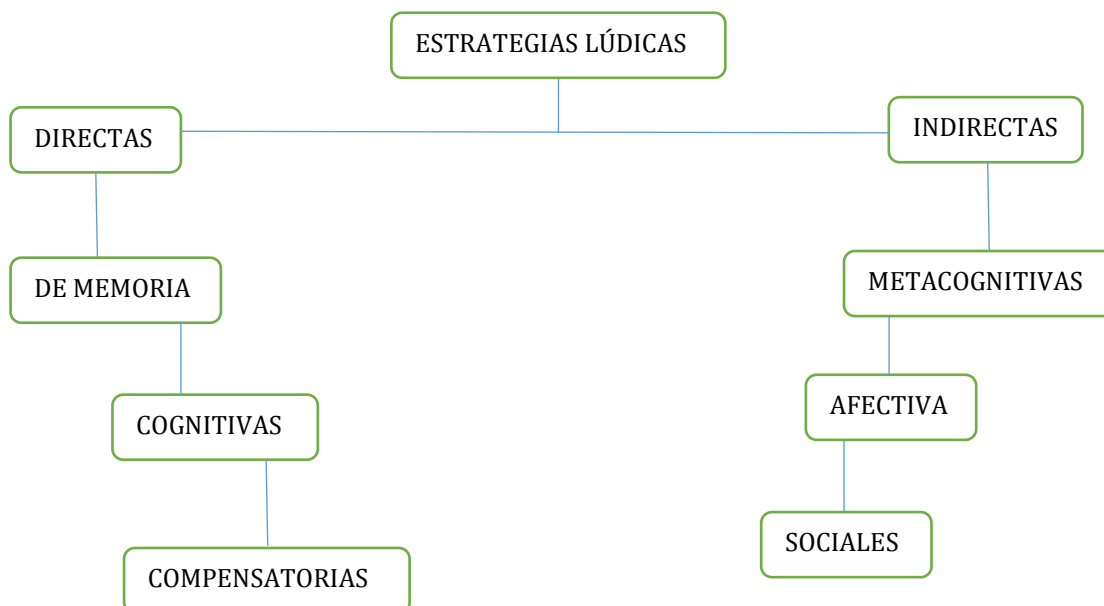 ESTRATEGIAS LÚDICAS
DIRECTAS
INDIRECTAS
DE MEMORIA
METACOGNITIVAS
COGNITIVAS
AFECTIVA
COMPENSATORIAS
SOCIALES